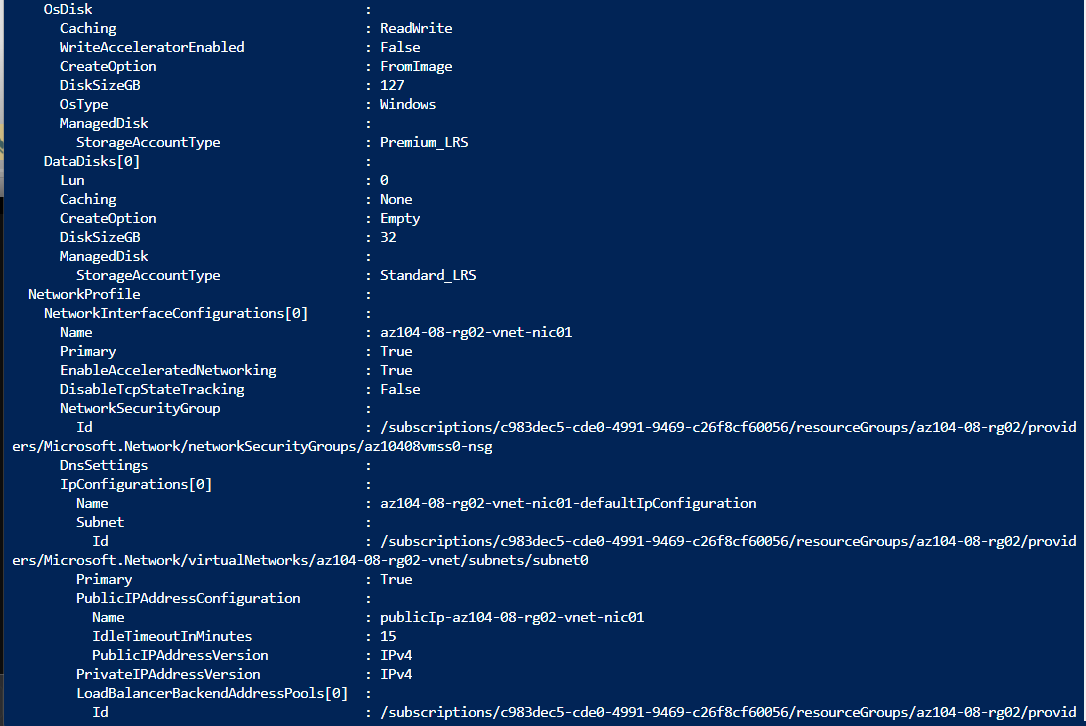 OsDisk :
Caching : ReadWrite
WriteAcceleratorEnabled : False
CreateOption : FromImage
DiskSizeGB : 127
OsType : Windows
ManagedDisk :
StorageAccountType : Premium_LRS
DataDisks[0] :
Lun : 0
Caching : None
CreateOption : Empty
DiskSizeGB : 32
ManagedDisk :
StorageAccountType : Standard_LRS
NetworkProfile :
NetworkInterfaceConfigurations[0] :
Name : az104-08-rg02-vnet-nic01
Primary : True
EnableAcceleratedNetworking : True
DisableTcpStateTracking : False
NetworkSecurityGroup :
Id : /subscriptions/c983dec5-cde0-4991-9469-c26f8cf60056/resourceGroups/az104-08-rg02/provid
ers/Microsoft.Network/networkSecurityGroups/az10408vmss0-nsg
DnsSettings :
IpConfigurations[0] :
Name : az104-08-rg02-vnet-nic01-defaultIpConfiguration
Subnet :
Id : /subscriptions/c983dec5-cde0-4991-9469-c26f8cf60056/resourceGroups/az104-08-rg02/provid
ers/Microsoft.Network/virtualNetworks/az104-08-rg02-vnet/subnets/subnet0
Primary : True
PublicIPAddressConfiguration :
Name : publicIp-az104-08-rg02-vnet-nic01
IdleTimeoutInMinutes : 15
PublicIPAddressVersion : IPv4
PrivateIPAddressVersion : IPv4
LoadBalancerBackendAddressPools[0] :
Id : /subscriptions/c983dec5-cde0-4991-9469-c26f8cf60056/resourceGroups/az104-08-rg02/provid